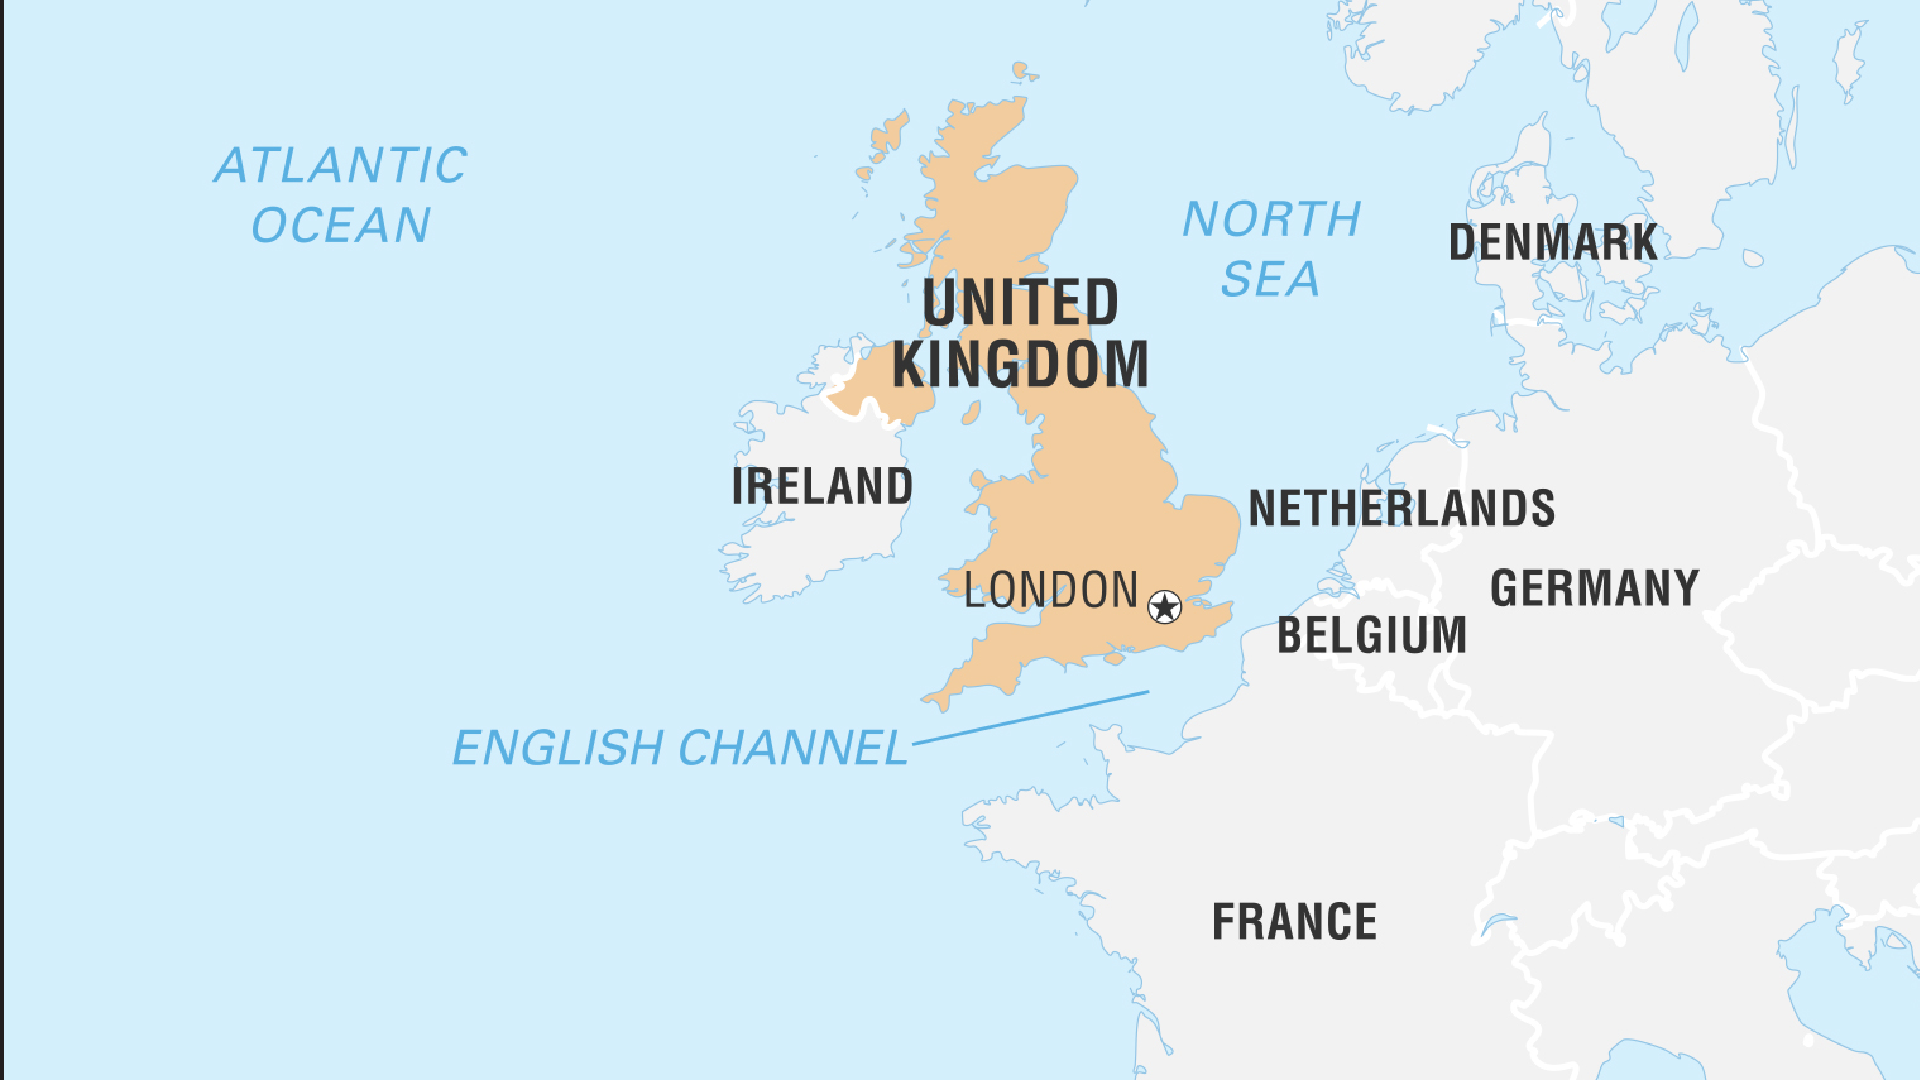 ATLANTIC
OCEAN
NORTH
SEA
DENMARK
UNITED
KINGDOM
IRELAND
NETHERLANDS
LONDON
GERMANY
BELGIUM
ENGLISH CHANNEL
FRANCE